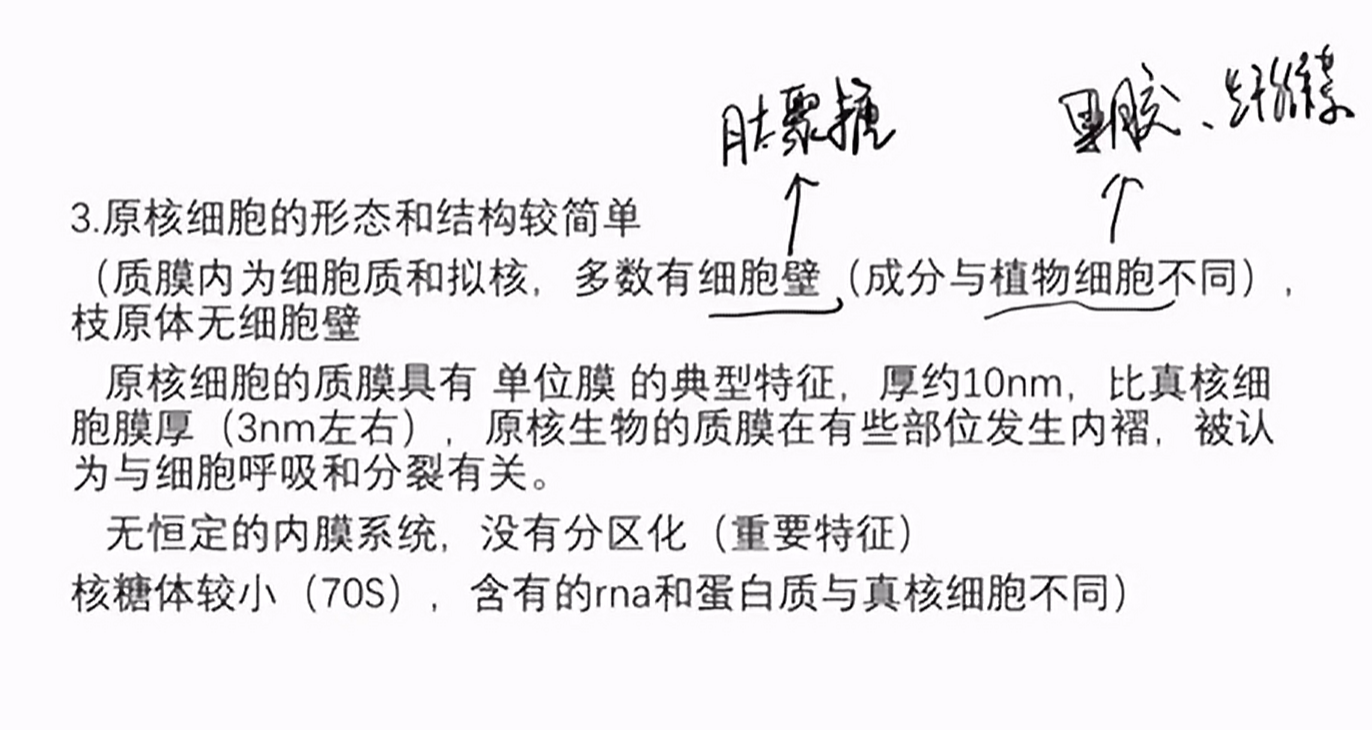 肽聚糖
果胶、纤维素
3.原核细胞的形态和结构较简单
（质膜内为细胞质和拟核，多数有细胞壁（成分与植物细胞不同），
枝原体无细胞壁
原核细胞的质膜具有 单位膜 的典型特征，厚约10nm，比真核细
胞膜厚（3nm左右），原核生物的质膜在有些部位发生内褶，被认
为与细胞呼吸和分裂有关。
无恒定的内膜系统，没有分区化（重要特征）
核糖体较小（70S），含有的rna和蛋白质与真核细胞不同）